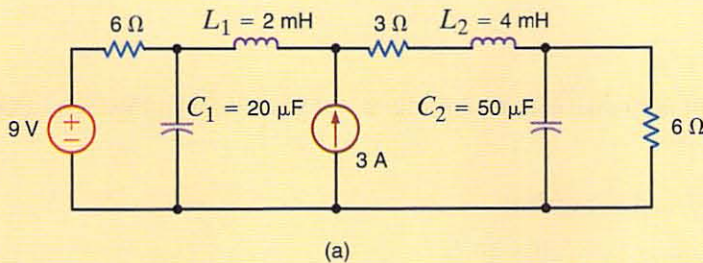 6 Ω L₁ = 2 mH 3 Ω L₂ = 4 mH
9 V + − C₁ = 20 μF 3 A C₂ = 50 μF 6 Ω
(a)